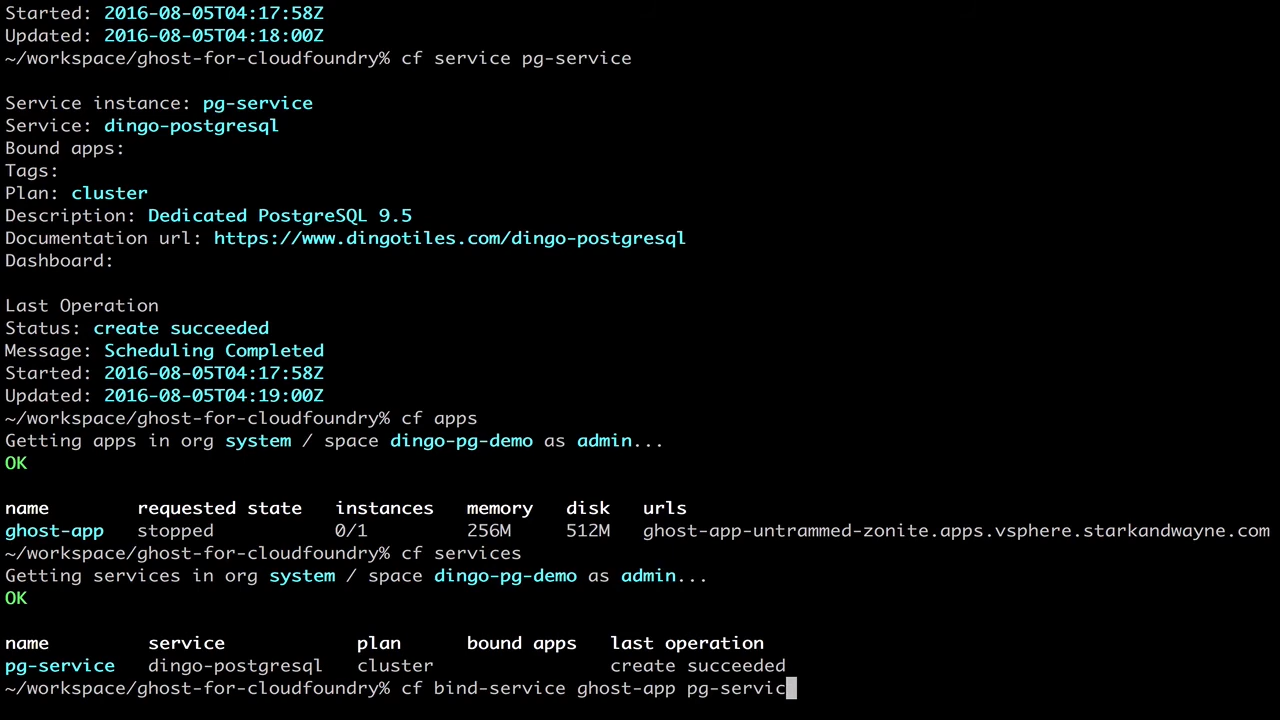 Started: 2016-08-05T04:17:58Z
Updated: 2016-08-05T04:18:00Z
~/workspace/ghost-for-cloudfoundry% cf service pg-service
Service instance: pg-service
Service: dingo-postgresql
Bound apps:
Tags:
Plan: cluster
Description: Dedicated PostgreSQL 9.5
Documentation url: https://www.dingotiles.com/dingo-postgresql
Dashboard:
Last Operation
Status: create succeeded
Message: Scheduling Completed
Started: 2016-08-05T04:17:58Z
Updated: 2016-08-05T04:19:00Z
~/workspace/ghost-for-cloudfoundry% cf apps
Getting apps in org system / space dingo-pg-demo as admin...
OK
name requested state instances memory disk urls
ghost-app stopped 0/1 256M 512M ghost-app-untrammed-zonite.apps.vsphere.starkandwayne.com
~/workspace/ghost-for-cloudfoundry% cf services
Getting services in org system / space dingo-pg-demo as admin...
OK
name service plan bound apps last operation
pg-service dingo-postgresql cluster create succeeded
~/workspace/ghost-for-cloudfoundry% cf bind-service ghost-app pg-servic